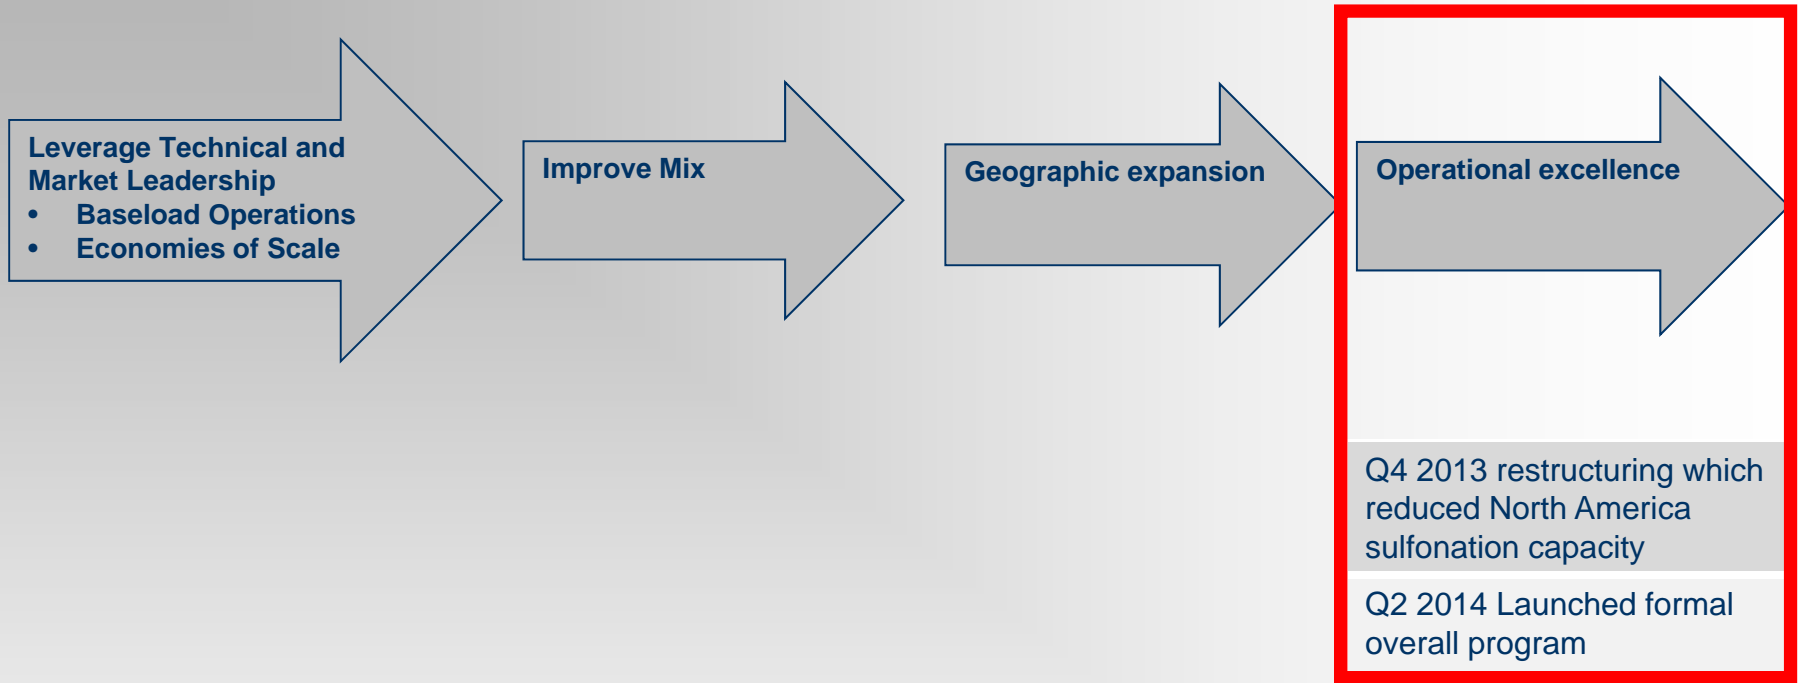 Leverage Technical and
Market Leadership
• Baseload Operations
• Economies of Scale
Improve Mix
Geographic expansion
Operational excellence
Q4 2013 restructuring which
reduced North America
sulfonation capacity
Q2 2014 Launched formal
overall program